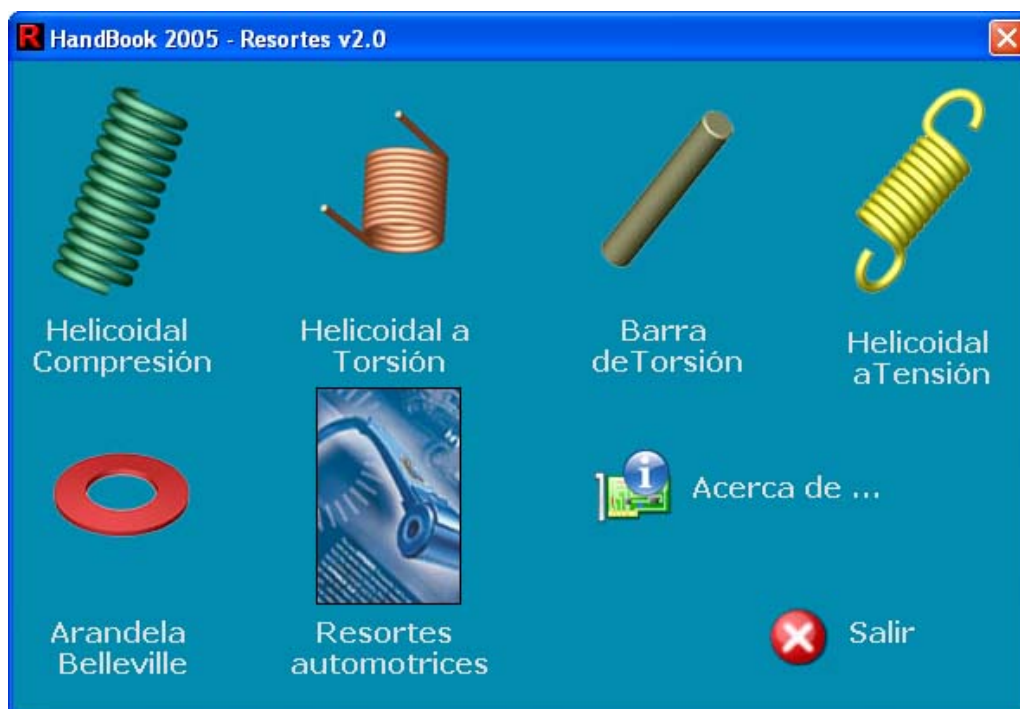 R HandBook 2005 - Resortes v2.0
Helicoidal
Compresión
Helicoidal a
Torsión
Barra
deTorsión
Helicoidal
aTensión
Acerca de ...
Arandela
Belleville
Resortes
automotrices
Salir